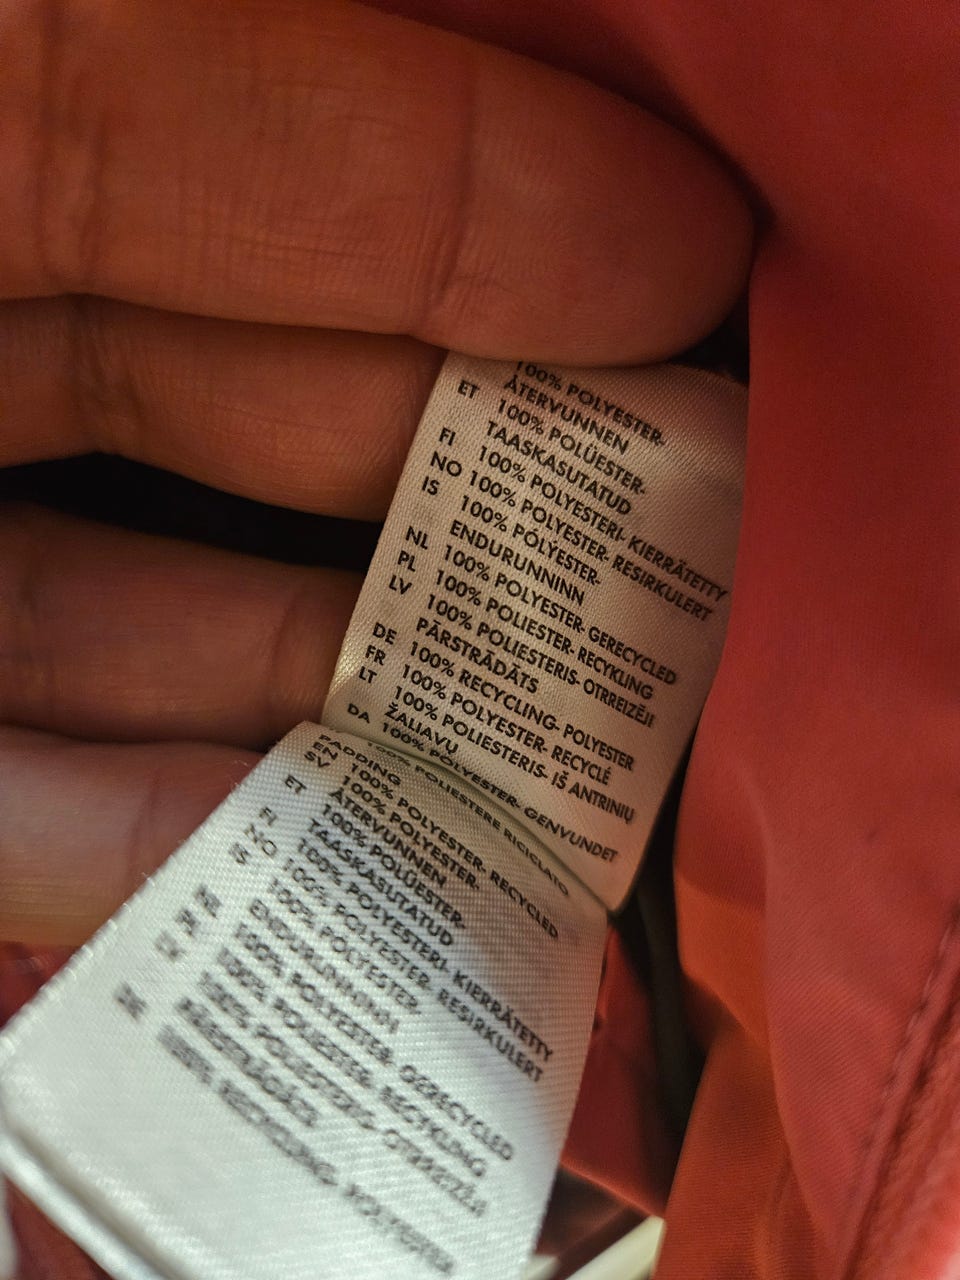 100% POLYESTER-
ÅTERVUNNEN
ET 100% POLÜESTER-
TAASKASUTATUD
FI 100% POLYESTERI- KIERRÄTETTY
NO 100% POLYESTER- RESIRKULERT
IS 100% PÓLÝESTER-
ENDURUNNINN
NL 100% POLYESTER- GERECYCLED
PL 100% POLIESTER- RECYKLING
LV 100% POLIESTERIS- OTRREIZĒJI
PĀRSTRĀDĀTS
DE 100% RECYCLING- POLYESTER
FR 100% POLYESTER- RECYCLÉ
LT 100% POLIESTERIS- IŠ ANTRINIŲ
ŽALIAVŲ
DA 100% POLYESTER- GENVUNDET
100% POLIESTERE RICICLATO
PADDING
EN 100% POLYESTER- RECYCLED
SV 100% POLYESTER-
ÅTERVUNNEN
ET 100% POLÜESTER-
TAASKASUTATUD
FI 100% POLYESTERI- KIERRÄTETTY
NO 100% POLYESTER- RESIRKULERT
IS 100% PÓLÝESTER-
ENDURUNNINN
100% POLYESTER- GERECYCLED
100% POLIESTER- RECYKLING